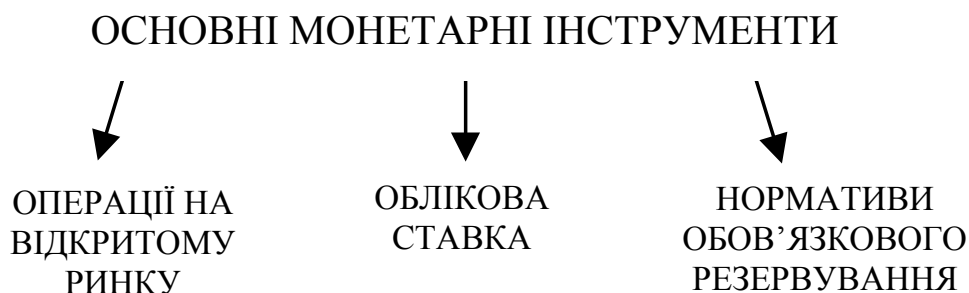 ОСНОВНІ МОНЕТАРНІ ІНСТРУМЕНТИ
ОПЕРАЦІЇ НА
ВІДКРИТОМУ
РИНКУ
ОБЛІКОВА
СТАВКА
НОРМАТИВИ
ОБОВ’ЯЗКОВОГО
РЕЗЕРВУВАННЯ